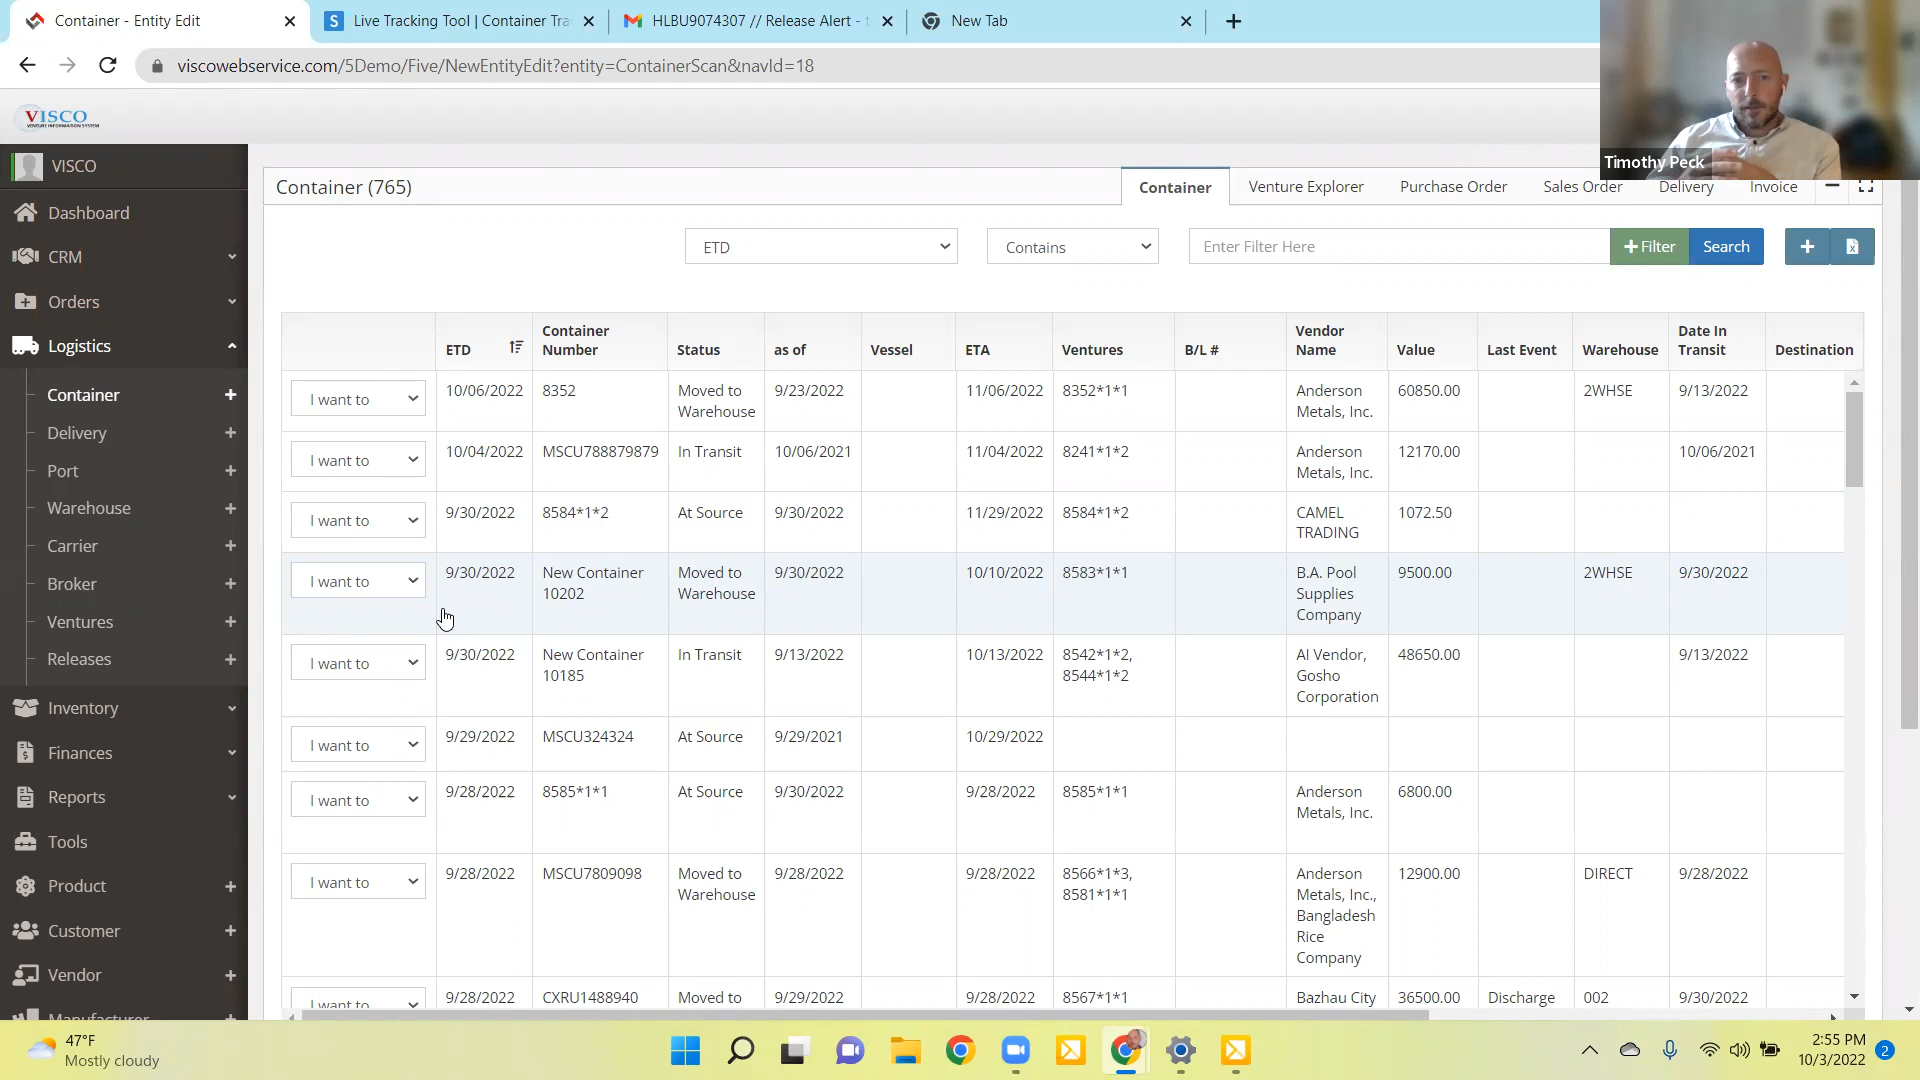 Container - Entity Edit
Live Tracking Tool | Container Tra
HLBU9074307 // Release Alert -
New Tab
viscowebservice.com/5Demo/Five/NewEntityEdit?entity=ContainerScan&navId=18
Timothy Peck
VISCO
VENTURE INFORMATION SYSTEM
VISCO
Dashboard
CRM
Orders
Logistics
Container
Delivery
Port
Warehouse
Carrier
Broker
Ventures
Releases
Inventory
Finances
Reports
Tools
Product
Customer
Vendor
Manufacturer
Container (765)
Container Venture Explorer Purchase Order Sales Order Delivery Invoice
ETD Contains Enter Filter Here +Filter Search
ETD Container Number Status as of Vessel ETA Ventures B/L # Vendor Name Value Last Event Warehouse Date In Transit Destination
I want to 10/06/2022 8352 Moved to Warehouse 9/23/2022 11/06/2022 8352*1*1 Anderson Metals, Inc. 60850.00 2WHSE 9/13/2022
I want to 10/04/2022 MSCU788879879 In Transit 10/06/2021 11/04/2022 8241*1*2 Anderson Metals, Inc. 12170.00 10/06/2021
I want to 9/30/2022 8584*1*2 At Source 9/30/2022 11/29/2022 8584*1*2 CAMEL TRADING 1072.50
I want to 9/30/2022 New Container 10202 Moved to Warehouse 9/30/2022 10/10/2022 8583*1*1 B.A. Pool Supplies Company 9500.00 2WHSE 9/30/2022
I want to 9/30/2022 New Container 10185 In Transit 9/13/2022 10/13/2022 8542*1*2, 8544*1*2 AI Vendor, Gosho Corporation 48650.00 9/13/2022
I want to 9/29/2022 MSCU324324 At Source 9/29/2021 10/29/2022
I want to 9/28/2022 8585*1*1 At Source 9/30/2022 9/28/2022 8585*1*1 Anderson Metals, Inc. 6800.00
I want to 9/28/2022 MSCU7809098 Moved to Warehouse 9/28/2022 9/28/2022 8566*1*3, 8581*1*1 Anderson Metals, Inc., Bangladesh Rice Company 12900.00 DIRECT 9/28/2022
I want to 9/28/2022 CXRU1488940 Moved to 9/29/2022 9/28/2022 8567*1*1 Bazhau City 36500.00 Discharge 002 9/30/2022
47°F
Mostly cloudy
2:55 PM
10/3/2022
2